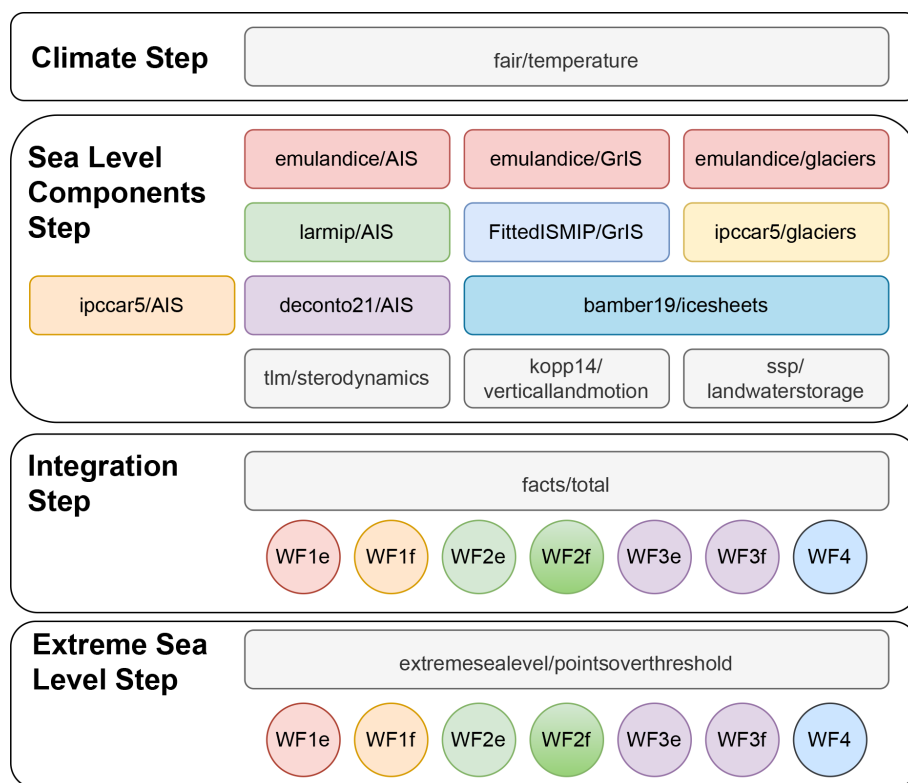 Climate Step
fair/temperature
Sea Level
Components
Step
emulandice/AIS
emulandice/GrIS
emulandice/glaciers
larmip/AIS
FittedISMIP/GrIS
ipccar5/glaciers
ipccar5/AIS
deconto21/AIS
bamber19/icesheets
tlm/sterodynamics
kopp14/
verticallandmotion
ssp/
landwaterstorage
Integration
Step
facts/total
WF1e
WF1f
WF2e
WF2f
WF3e
WF3f
WF4
Extreme Sea
Level Step
extremesealevel/pointsoverthreshold
WF1e
WF1f
WF2e
WF2f
WF3e
WF3f
WF4